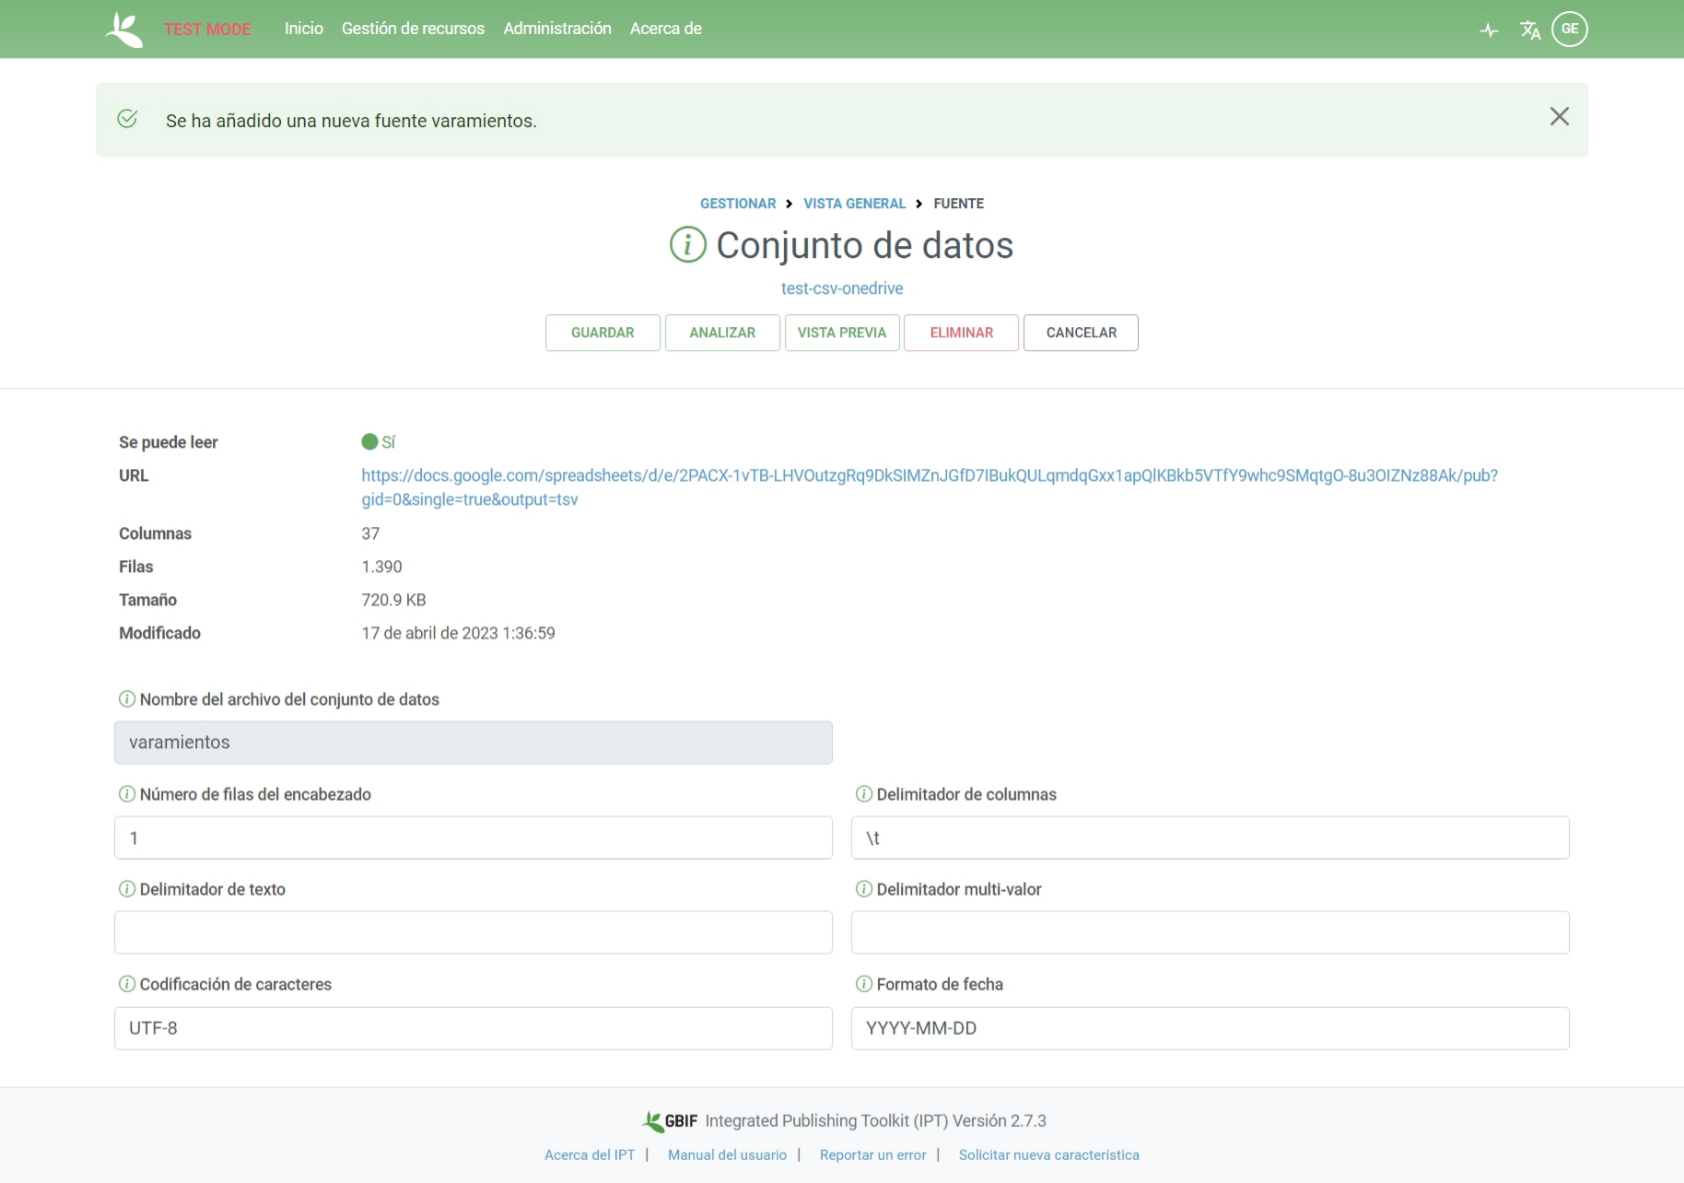 TEST MODE Inicio Gestión de recursos Administración Acerca de GE
Se ha añadido una nueva fuente varamientos.
GESTIONAR > VISTA GENERAL > FUENTE
Conjunto de datos
test-csv-onedrive
GUARDAR ANALIZAR VISTA PREVIA ELIMINAR CANCELAR
Se puede leer Sí
URL https://docs.google.com/spreadsheets/d/e/2PACX-1vTB-LHVOutzgRq9DkSIMZnJGfD7IBukQULqmdqGxx1apQlKBkb5VTfY9whc9SMqtgO-8u3OIZNz88Ak/pub?
gid=0&single=true&output=tsv
Columnas 37
Filas 1.390
Tamaño 720.9 KB
Modificado 17 de abril de 2023 1:36:59
Nombre del archivo del conjunto de datos
varamientos
Número de filas del encabezado Delimitador de columnas
1 \t
Delimitador de texto Delimitador multi-valor
Codificación de caracteres Formato de fecha
UTF-8 YYYY-MM-DD
GBIF Integrated Publishing Toolkit (IPT) Versión 2.7.3
Acerca del IPT | Manual del usuario | Reportar un error | Solicitar nueva característica